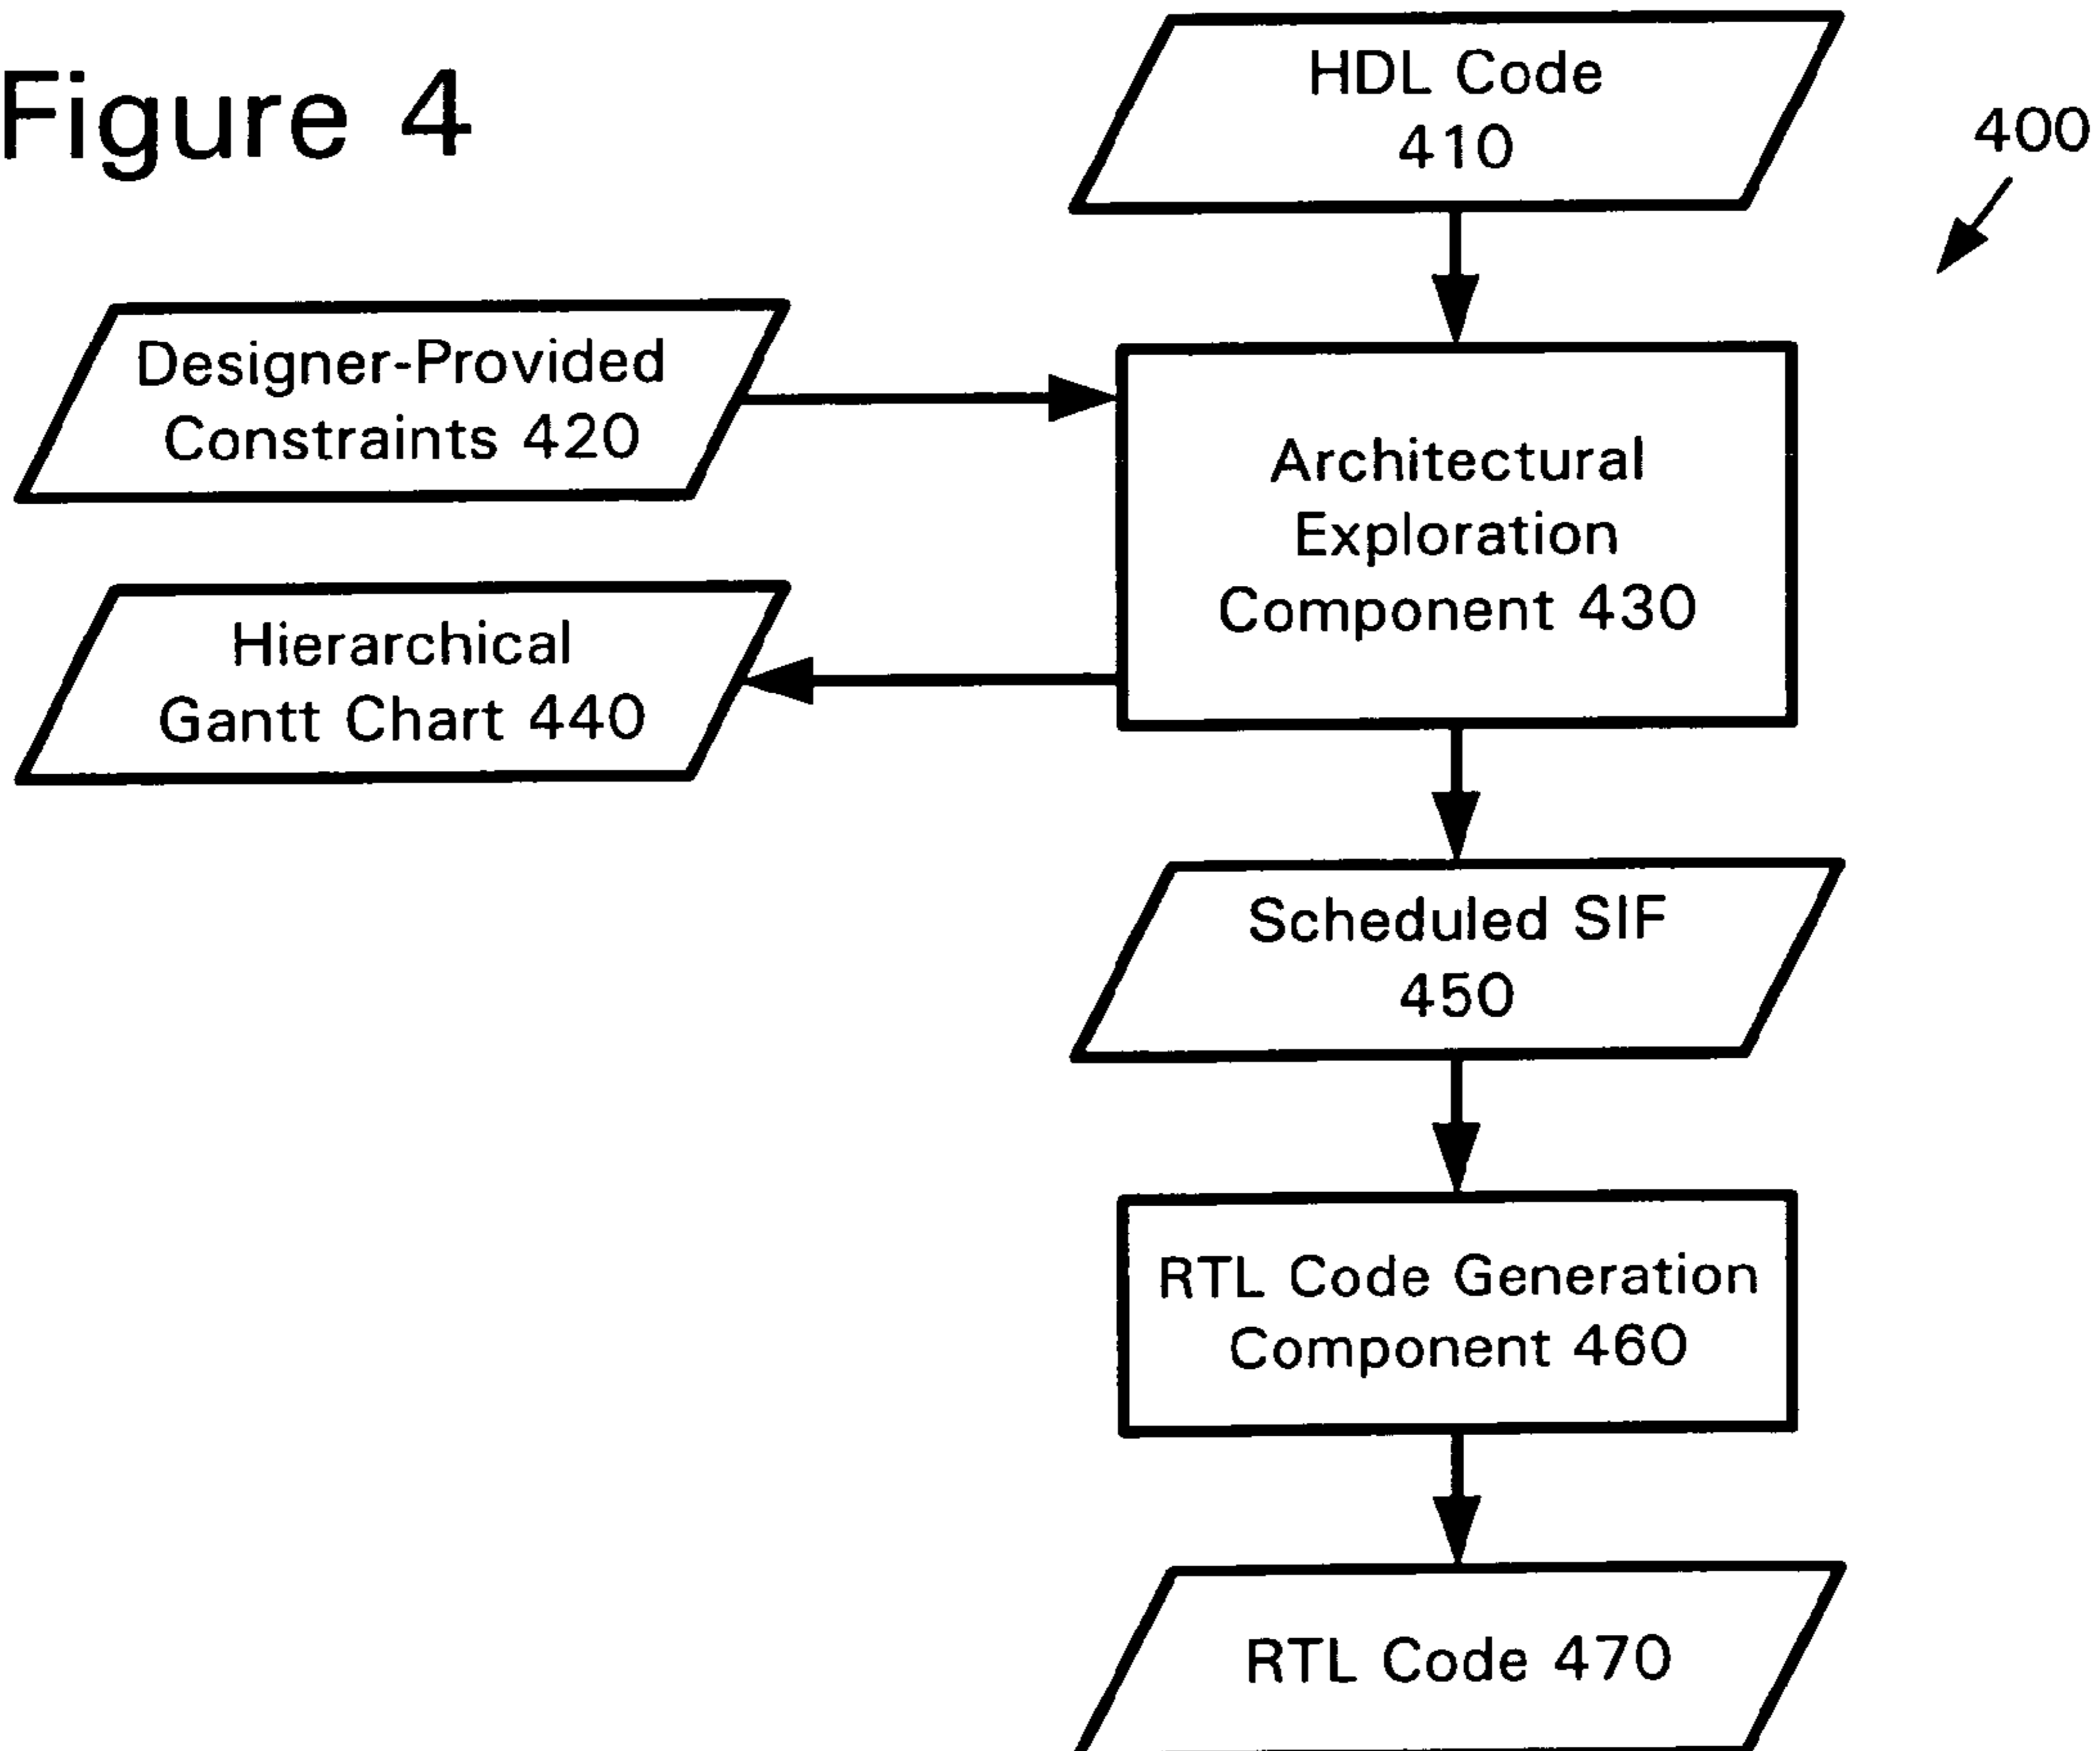 Figure 4
HDL Code
410
400
Designer-Provided
Constraints 420
Architectural
Exploration
Component 430
Hierarchical
Gantt Chart 440
Scheduled SIF
450
RTL Code Generation
Component 460
RTL Code 470